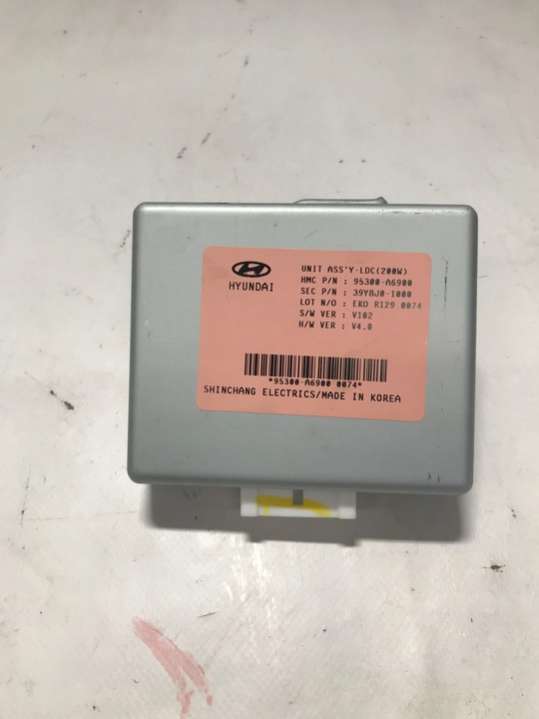 HYUNDAI
UNIT ASS'Y-LDC(200W)
HMC P/N : 95300-A6900
SEC P/N : 39Y8J0-1000
LOT N/O : EKO R129 0074
S/W VER : V102
H/W VER : V4.0
*95300-A6900 0074*
SHINCHANG ELECTRICS/MADE IN KOREA